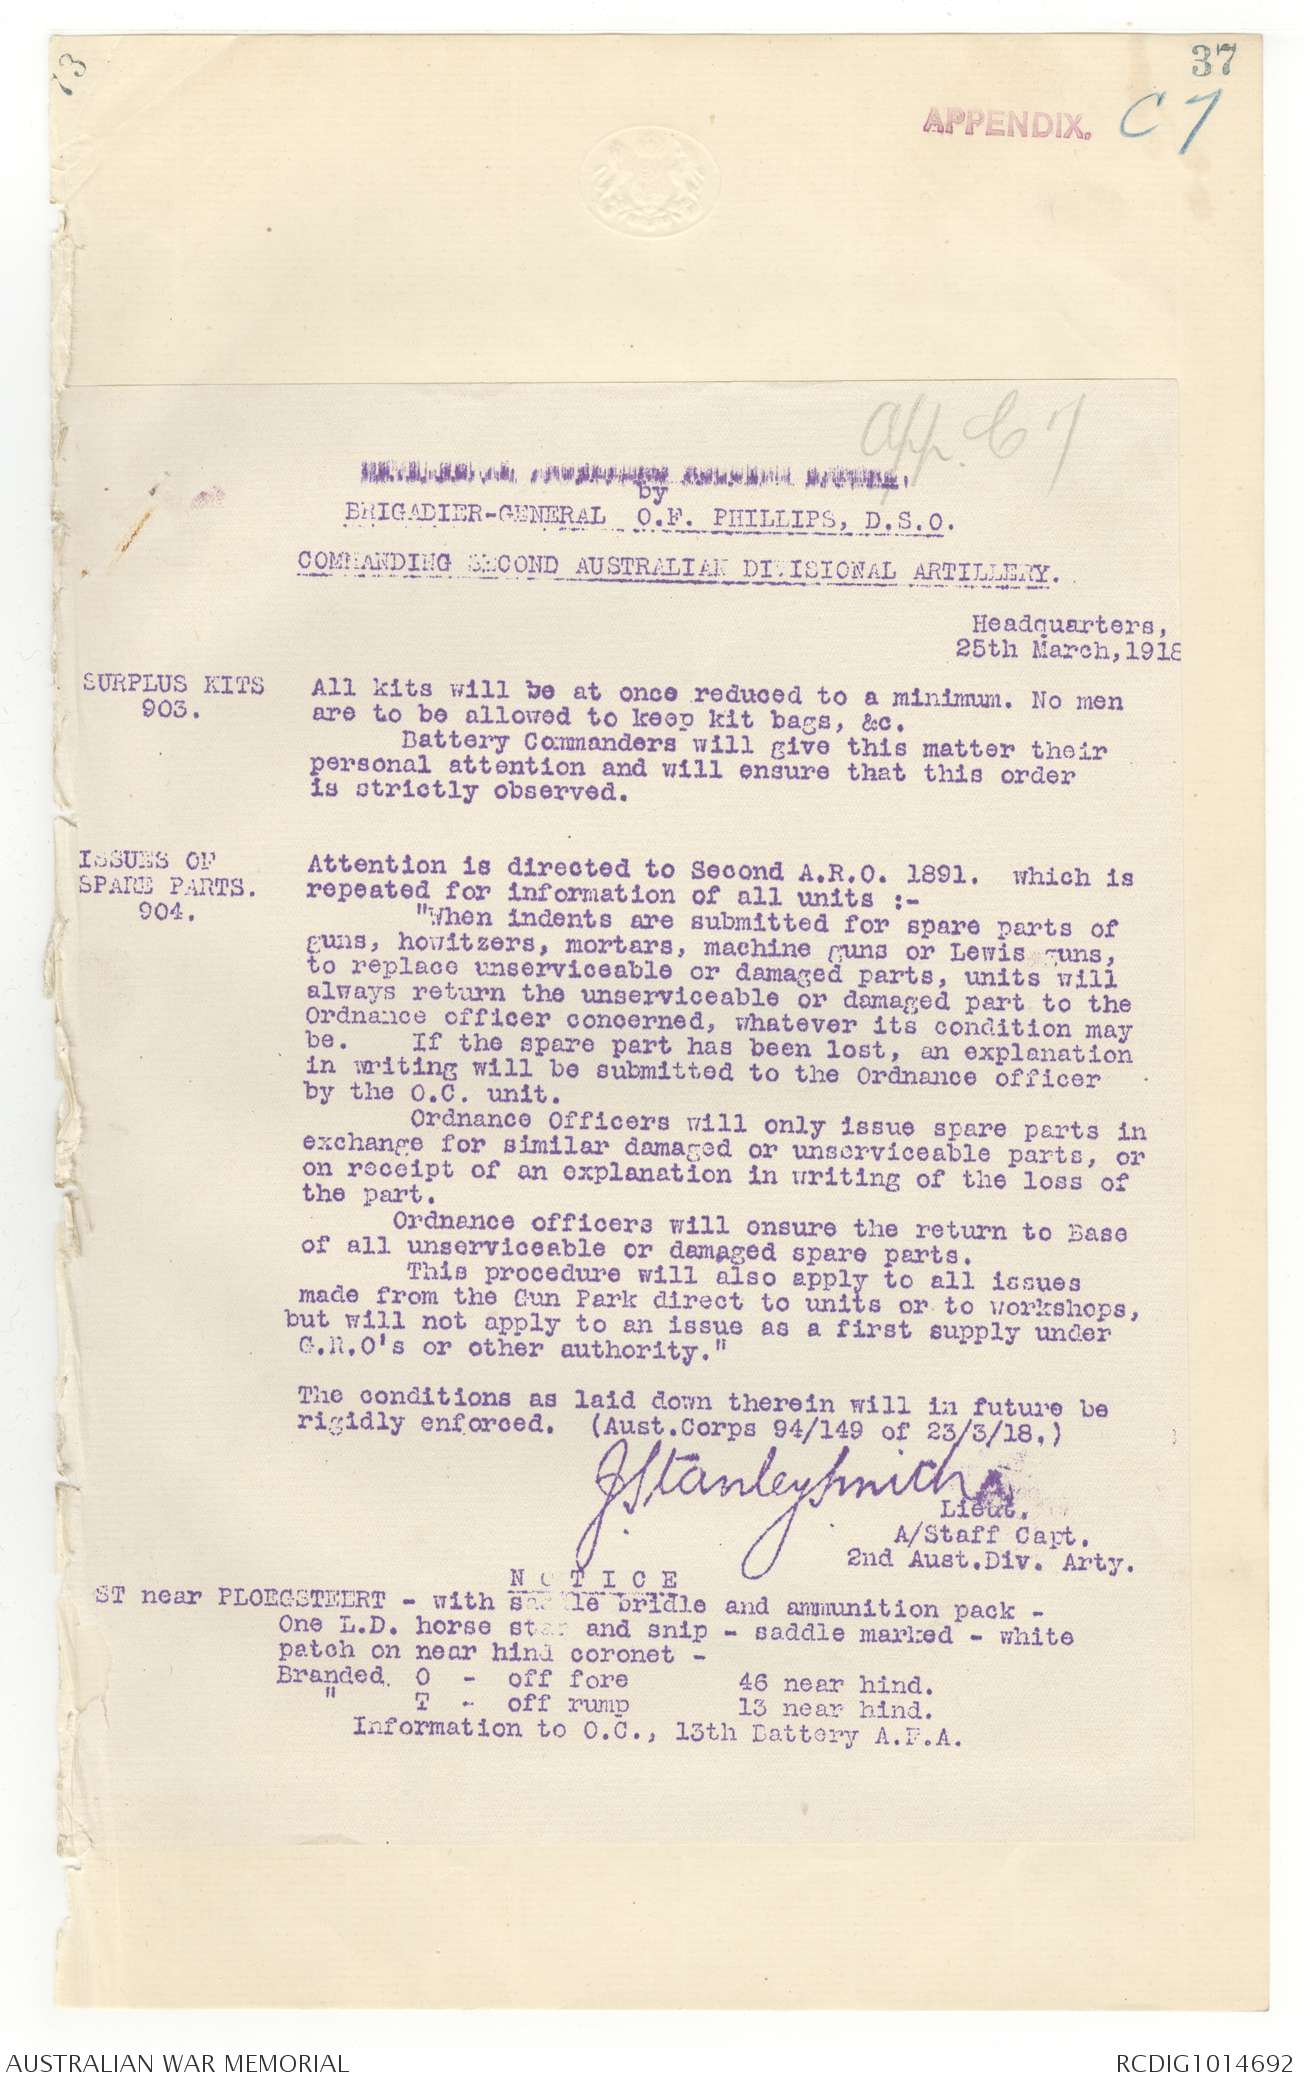 37
APPENDIX. C 7
App. C 7
by
BRIGADIER-GENERAL O.F. PHILLIPS, D.S.O.
COMMANDING SECOND AUSTRALIAN DIVISIONAL ARTILLERY.
Headquarters,
25th March, 1918
SURPLUS KITS
903.
All kits will be at once reduced to a minimum. No men
are to be allowed to keep kit bags, &c.
Battery Commanders will give this matter their
personal attention and will ensure that this order
is strictly observed.
ISSUES OF
SPARE PARTS.
904.
Attention is directed to Second A.R.O. 1891. which is
repeated for information of all units :-
"When indents are submitted for spare parts of
guns, howitzers, mortars, machine guns or Lewis guns,
to replace unserviceable or damaged parts, units will
always return the unserviceable or damaged part to the
Ordnance officer concerned, whatever its condition may
be. If the spare part has been lost, an explanation
in writing will be submitted to the Ordnance officer
by the O.C. unit.
Ordnance Officers will only issue spare parts in
exchange for similar damaged or unserviceable parts, or
on receipt of an explanation in writing of the loss of
the part.
Ordnance officers will ensure the return to Base
of all unserviceable or damaged spare parts.
This procedure will also apply to all issues
made from the Gun Park direct to units or to workshops,
but will not apply to an issue as a first supply under
G.R.O's or other authority."
The conditions as laid down therein will in future be
rigidly enforced. (Aust.Corps 94/149 of 23/3/18.)
J Stanley Smith
Lieut.
A/Staff Capt.
2nd Aust.Div. Arty.
NOTICE
ST near PLOEGSTEERT - with saddle bridle and ammunition pack -
One L.D. horse star and snip - saddle marked - white
patch on near hind coronet -
Branded O - off fore 46 near hind.
" T - off rump 13 near hind.
Information to O.C., 13th Battery A.F.A.
AUSTRALIAN WAR MEMORIAL
RCDIG1014692